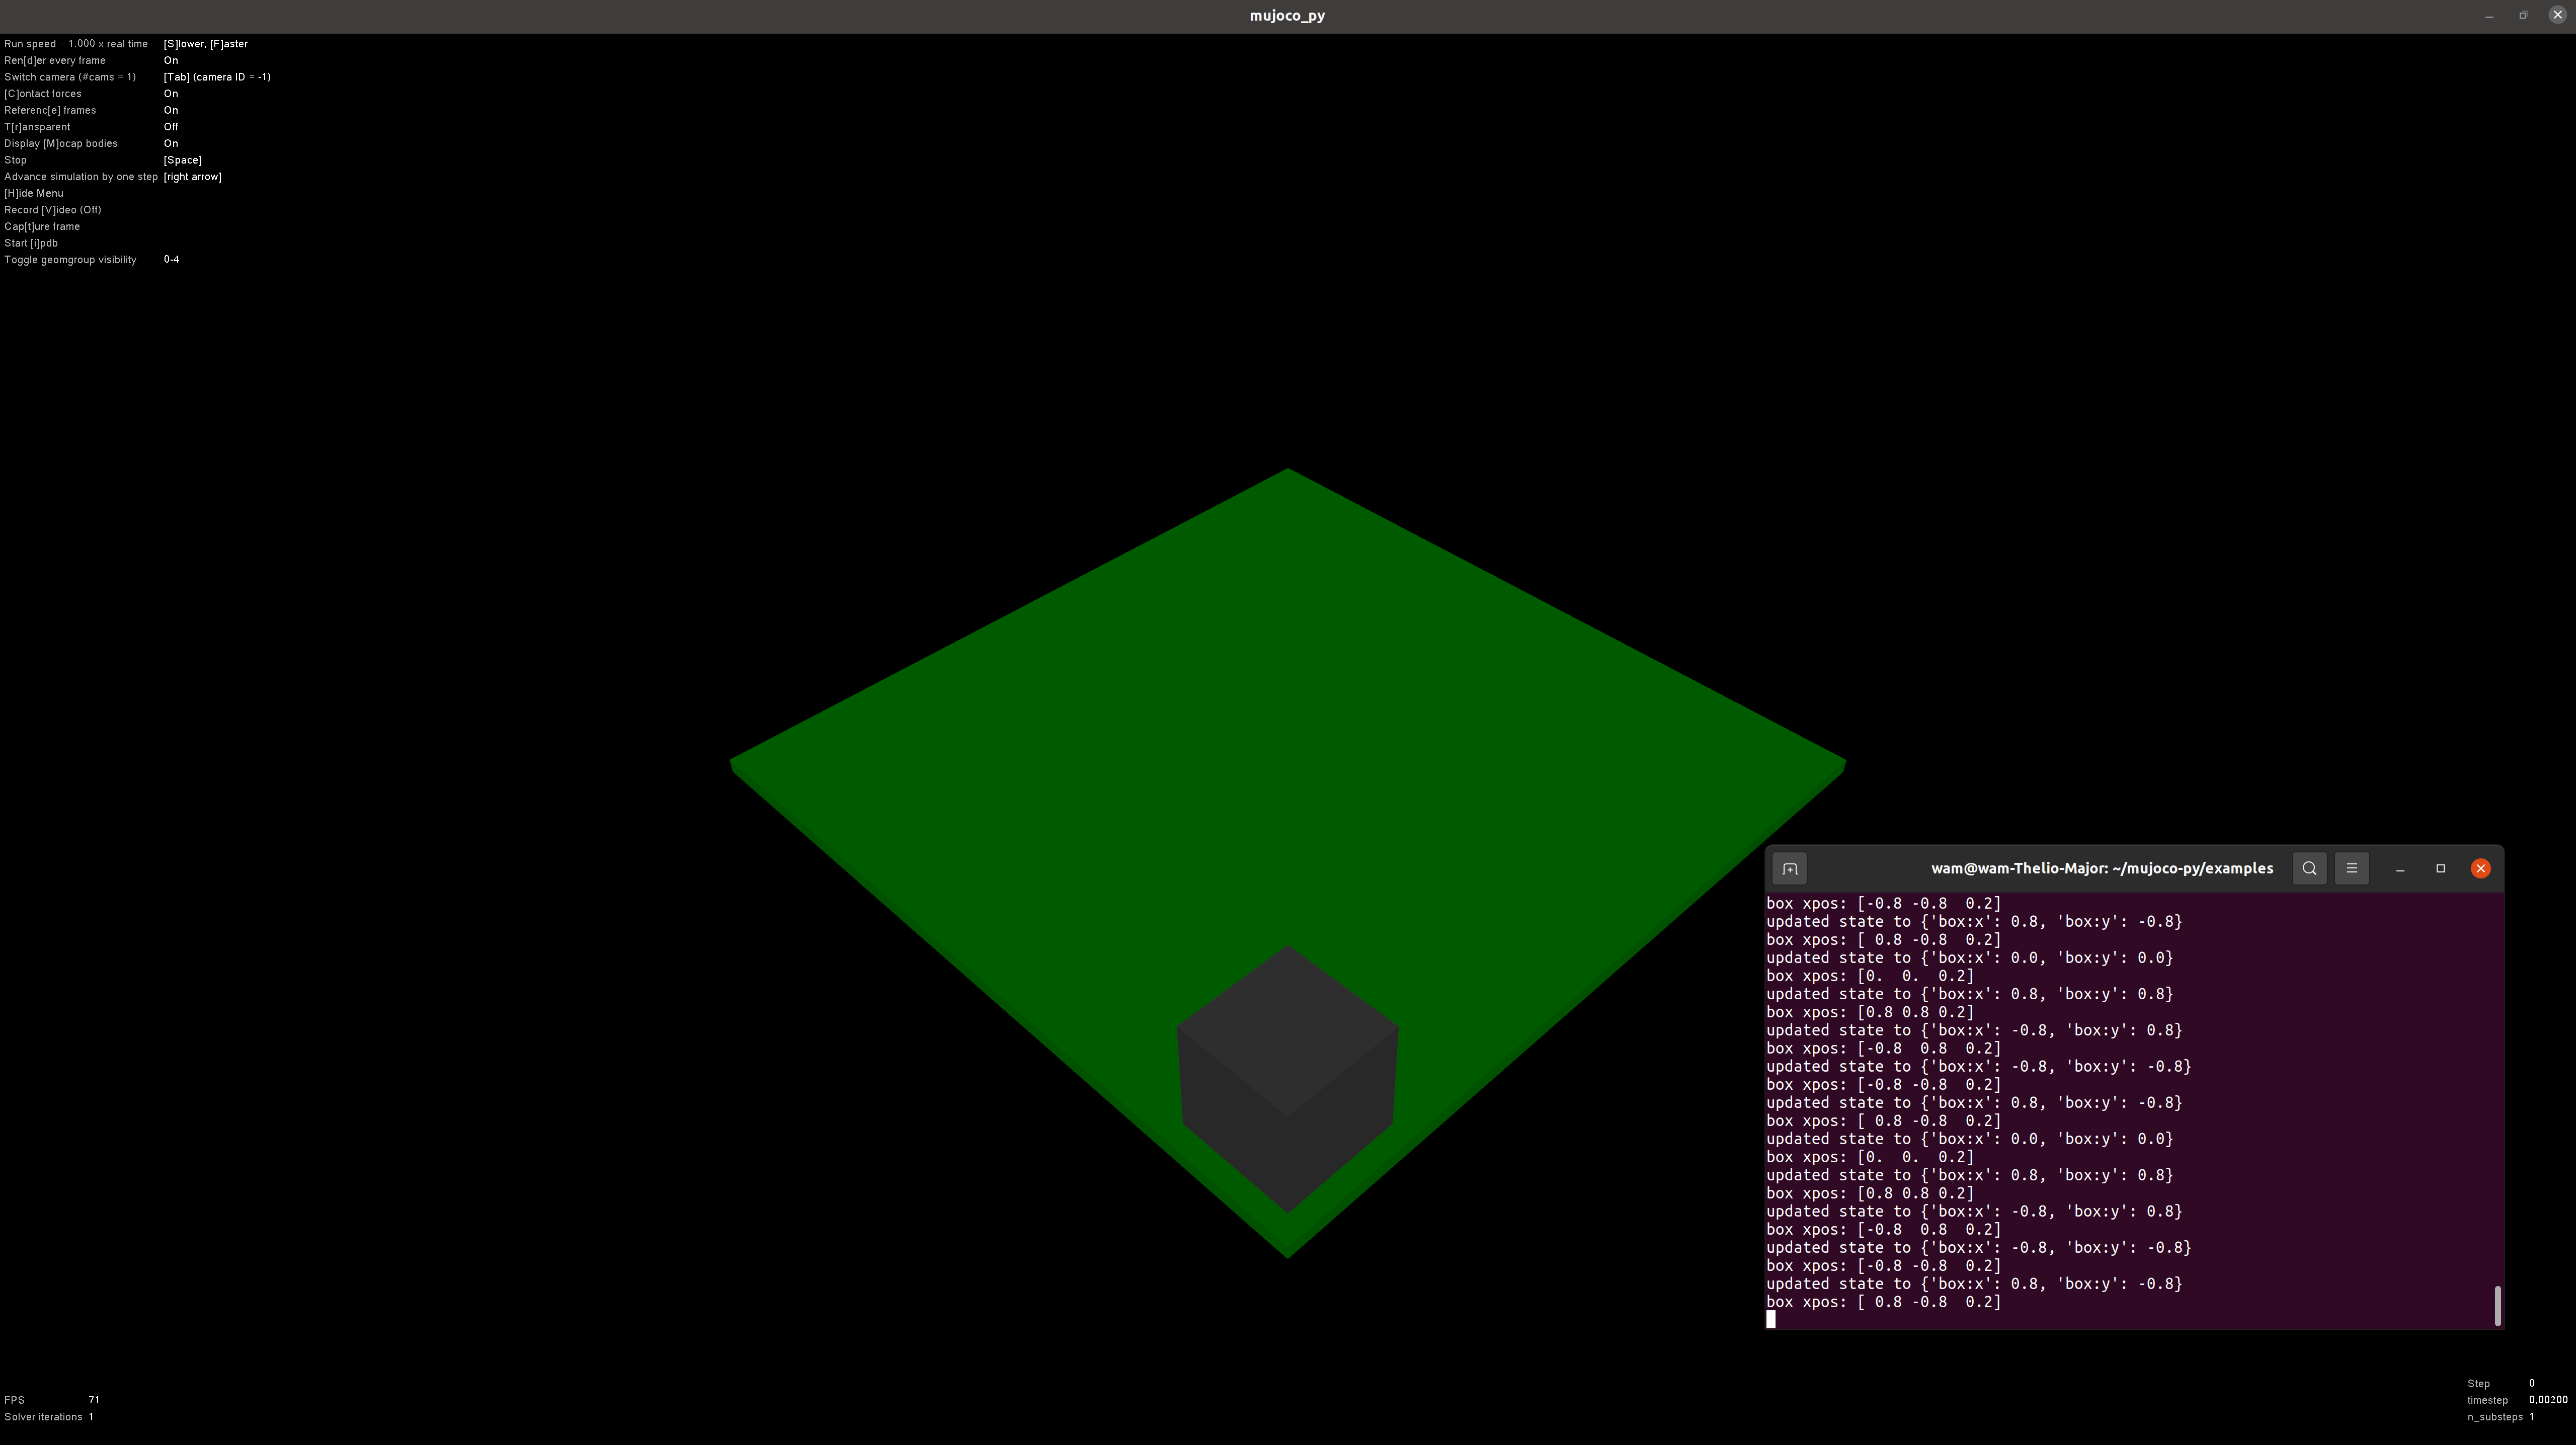 mujoco_py
Run speed = 1.000 x real time [S]lower, [F]aster
Ren[d]er every frame On
Switch camera (#cams = 1) [Tab] (camera ID = -1)
[C]ontact forces On
Referenc[e] frames On
T[r]ansparent Off
Display [M]ocap bodies On
Stop [Space]
Advance simulation by one step [right arrow]
[H]ide Menu
Record [V]ideo (Off)
Cap[t]ure frame
Start [i]pdb
Toggle geomgroup visibility 0-4
wam@wam-Thelio-Major: ~/mujoco-py/examples
box xpos: [-0.8 -0.8  0.2]
updated state to {'box:x': 0.8, 'box:y': -0.8}
box xpos: [ 0.8 -0.8  0.2]
updated state to {'box:x': 0.0, 'box:y': 0.0}
box xpos: [0.  0.  0.2]
updated state to {'box:x': 0.8, 'box:y': 0.8}
box xpos: [0.8 0.8 0.2]
updated state to {'box:x': -0.8, 'box:y': 0.8}
box xpos: [-0.8  0.8  0.2]
updated state to {'box:x': -0.8, 'box:y': -0.8}
box xpos: [-0.8 -0.8  0.2]
updated state to {'box:x': 0.8, 'box:y': -0.8}
box xpos: [ 0.8 -0.8  0.2]
updated state to {'box:x': 0.0, 'box:y': 0.0}
box xpos: [0.  0.  0.2]
updated state to {'box:x': 0.8, 'box:y': 0.8}
box xpos: [0.8 0.8 0.2]
updated state to {'box:x': -0.8, 'box:y': 0.8}
box xpos: [-0.8  0.8  0.2]
updated state to {'box:x': -0.8, 'box:y': -0.8}
box xpos: [-0.8 -0.8  0.2]
updated state to {'box:x': 0.8, 'box:y': -0.8}
box xpos: [ 0.8 -0.8  0.2]
FPS 71
Solver iterations 1
Step 0
timestep 0.00200
n_substeps 1